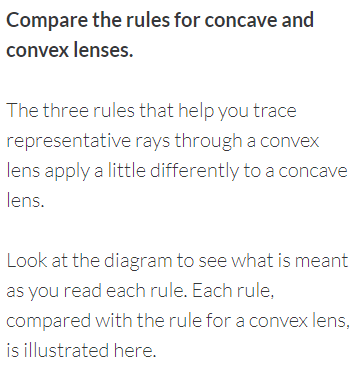 Compare the rules for concave and
convex lenses.
The three rules that help you trace
representative rays through a convex
lens apply a little differently to a concave
lens.
Look at the diagram to see what is meant
as you read each rule. Each rule,
compared with the rule for a convex lens,
is illustrated here.